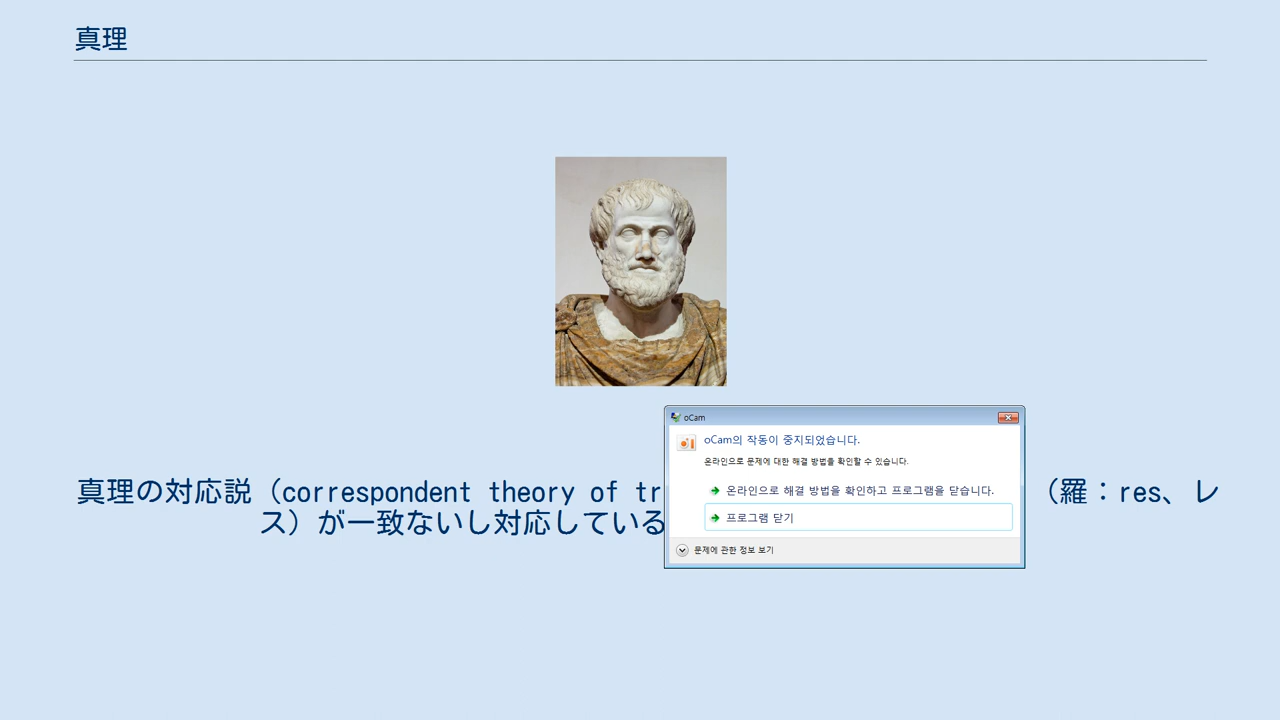 真理
oCam
oCam의 작동이 중지되었습니다.
온라인으로 문제에 대한 해결 방법을 확인할 수 있습니다.
온라인으로 해결 방법을 확인하고 프로그램을 닫습니다.
프로그램 닫기
문제에 관한 정보 보기
真理の対応説（correspondent theory of tr （羅：res、レ
ス）が一致ないし対応している